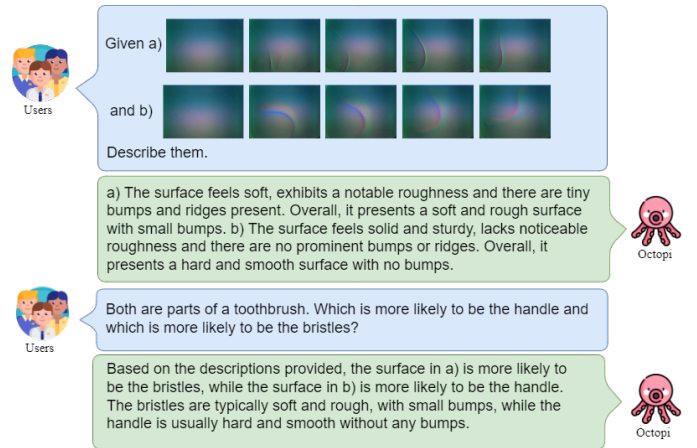 Given a)
and b)
Describe them.
Users
a) The surface feels soft, exhibits a notable roughness and there are tiny
bumps and ridges present. Overall, it presents a soft and rough surface
with small bumps. b) The surface feels solid and sturdy, lacks noticeable
roughness and there are no prominent bumps or ridges. Overall, it
presents a hard and smooth surface with no bumps.
Octopi
Both are parts of a toothbrush. Which is more likely to be the handle and
which is more likely to be the bristles?
Users
Based on the descriptions provided, the surface in a) is more likely to
be the bristles, while the surface in b) is more likely to be the handle.
The bristles are typically soft and rough, with small bumps, while the
handle is usually hard and smooth without any bumps.
Octopi